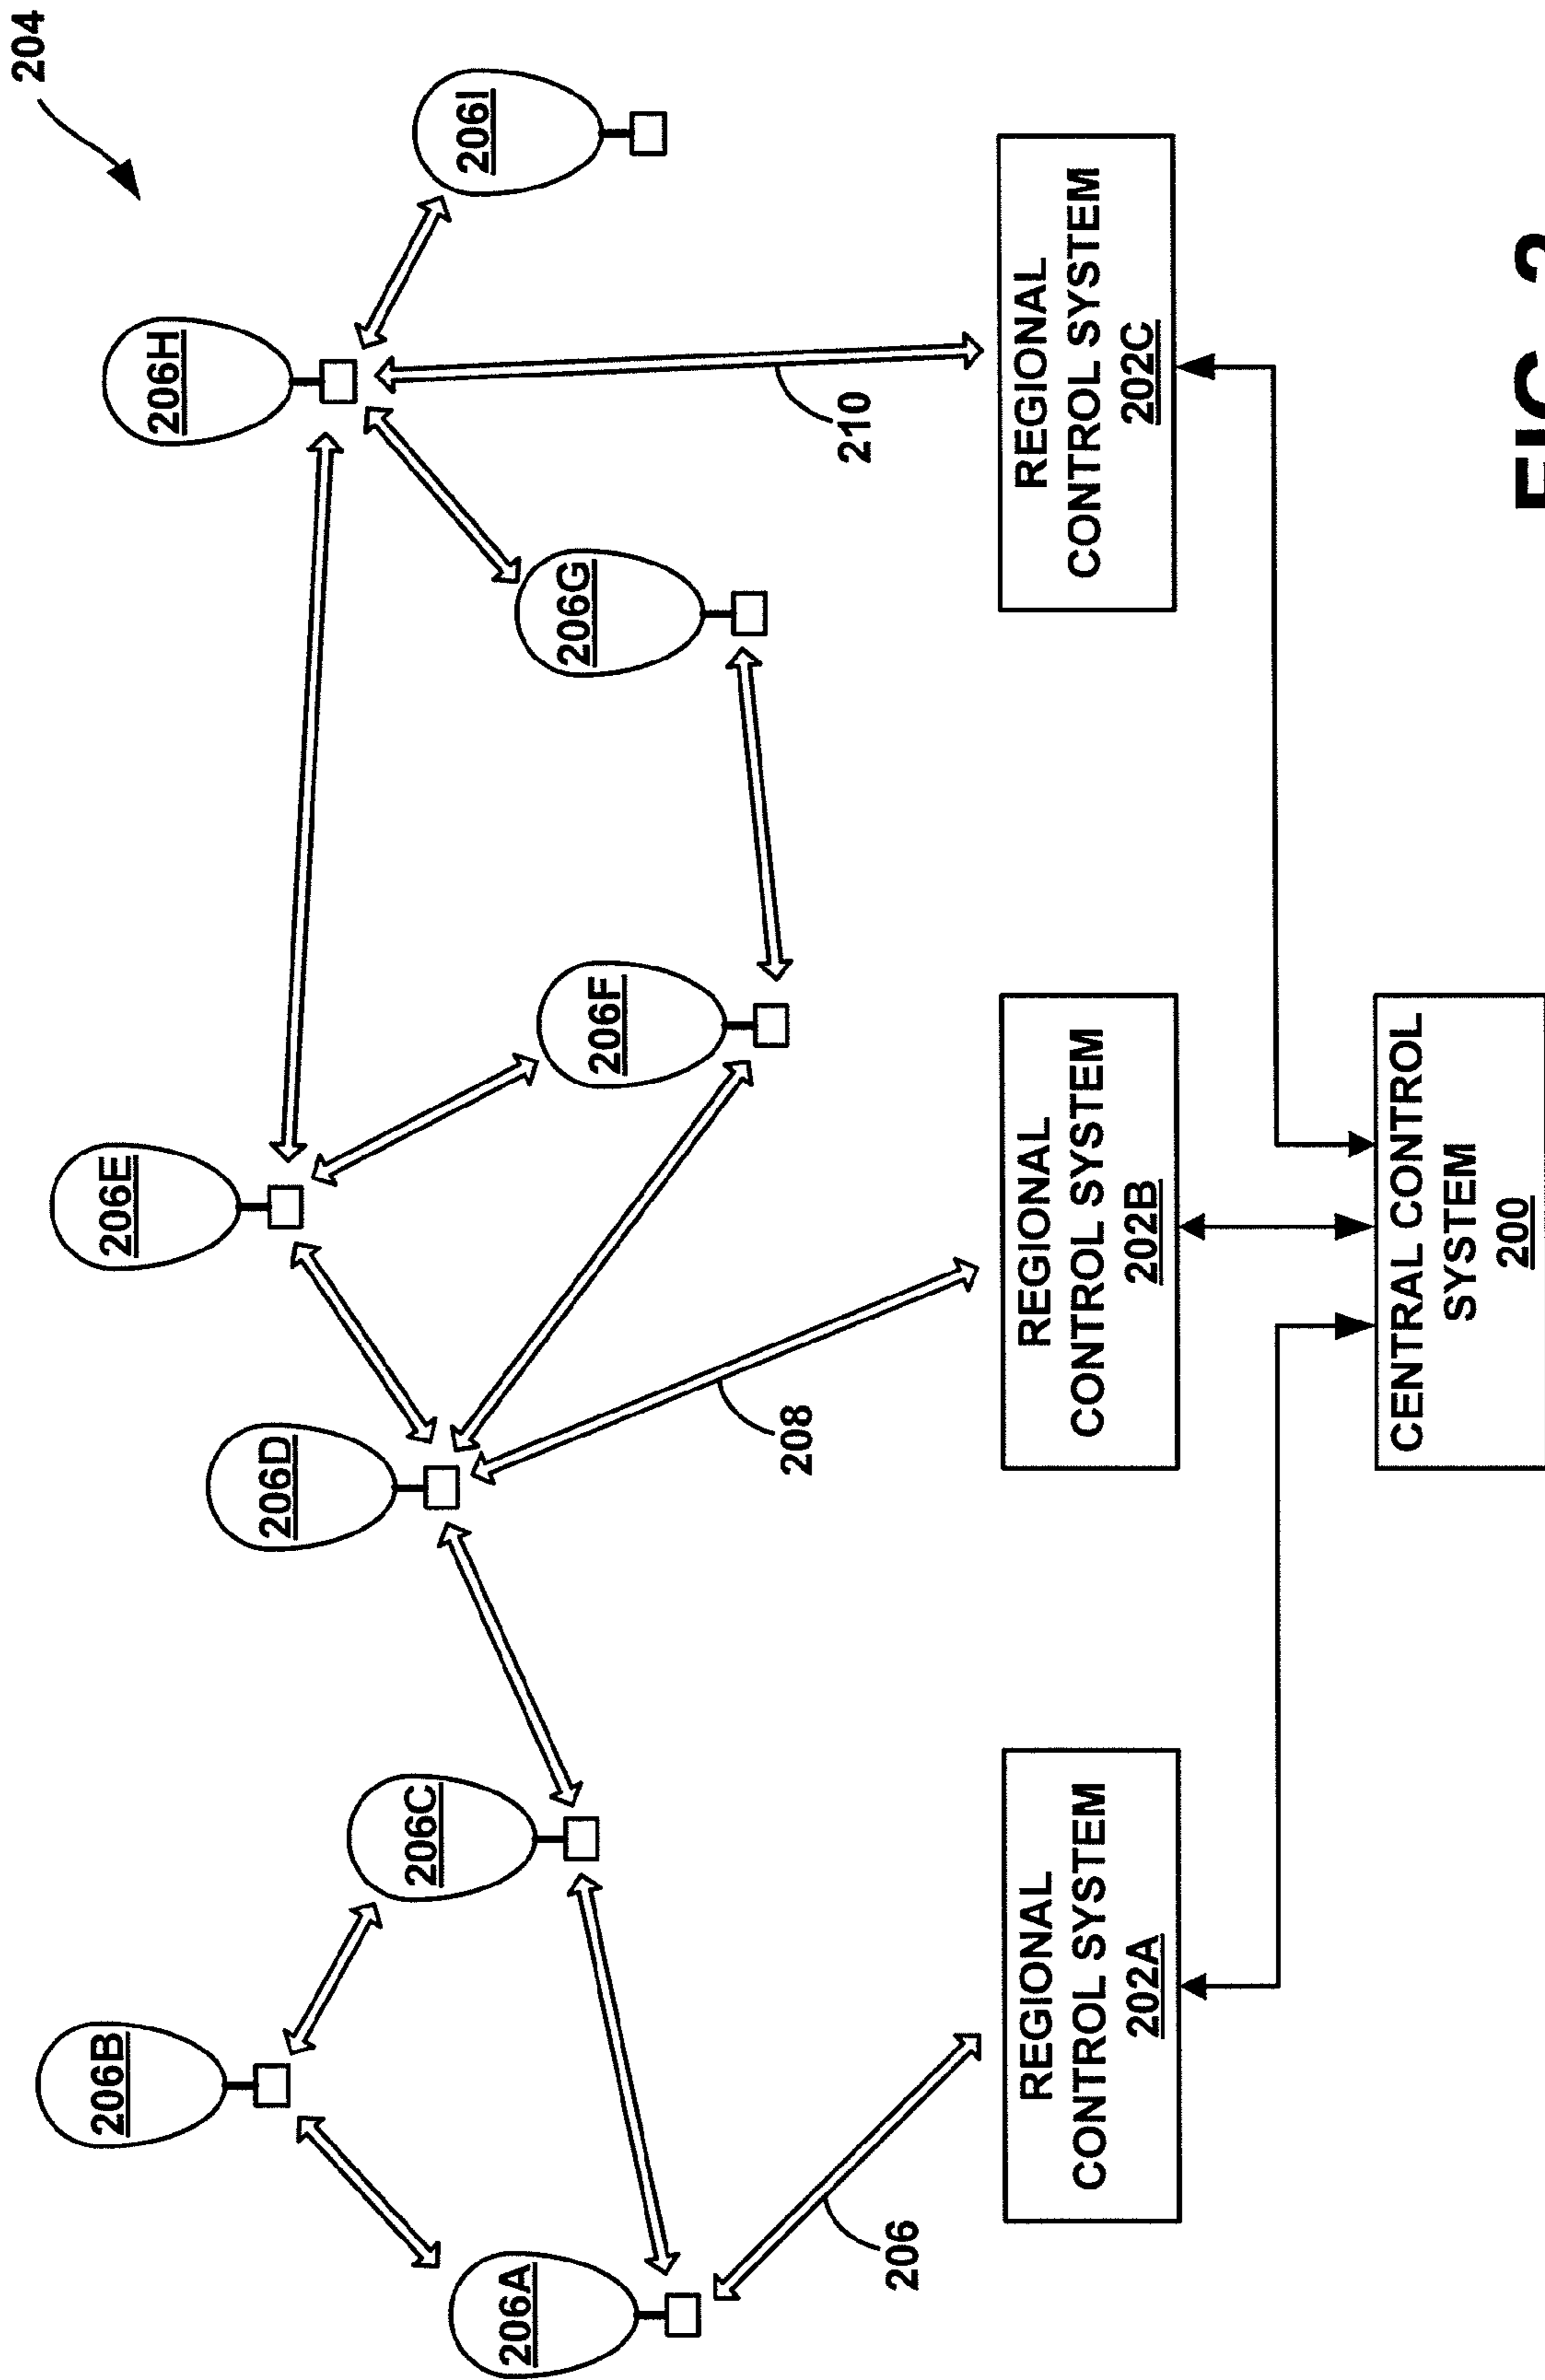 204
206B
206E
206H
206D
206C
206I
206A
206F
206G
206
208
210
REGIONAL
CONTROL SYSTEM
202A
REGIONAL
CONTROL SYSTEM
202B
REGIONAL
CONTROL SYSTEM
202C
CENTRAL CONTROL
SYSTEM
200